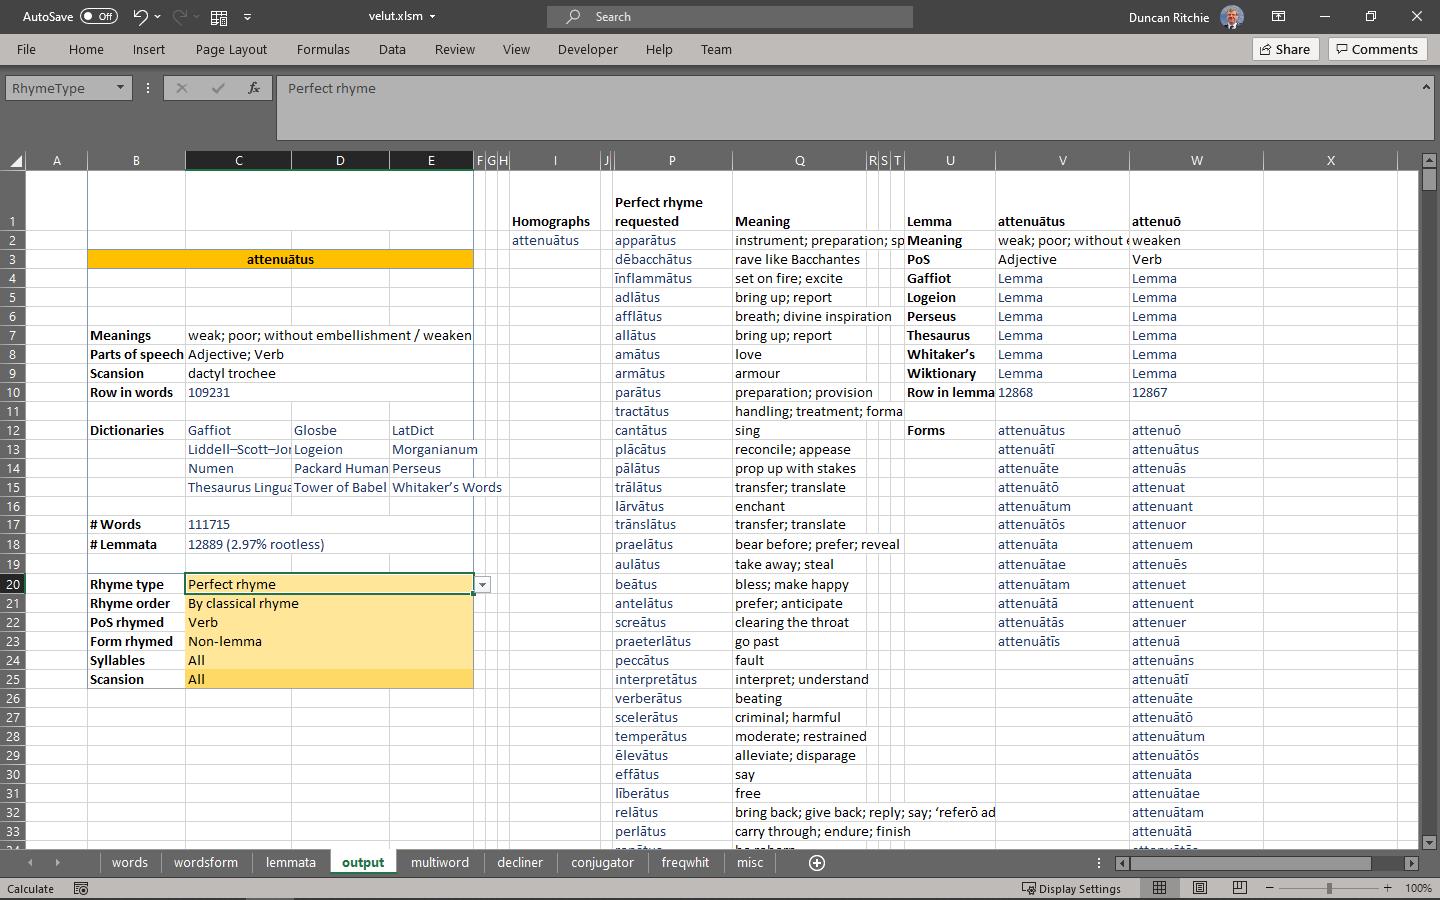 AutoSave Off velut.xlsm Search Duncan Ritchie
File Home Insert Page Layout Formulas Data Review View Developer Help Team Share Comments
RhymeType fx Perfect rhyme
A B C D E F G H I J P Q R S T U V W X
Perfect rhyme
1 Homographs requested Meaning Lemma attenuātus attenuō
2 attenuātus apparātus instrument; preparation; sp Meaning weak; poor; without e weaken
3 attenuātus dēbacchātus rave like Bacchantes PoS Adjective Verb
4 īnflammātus set on fire; excite Gaffiot Lemma Lemma
5 adlātus bring up; report Logeion Lemma Lemma
6 afflātus breath; divine inspiration Perseus Lemma Lemma
7 Meanings weak; poor; without embellishment / weaken allātus bring up; report Thesaurus Lemma Lemma
8 Parts of speech Adjective; Verb amātus love Whitaker’s Lemma Lemma
9 Scansion dactyl trochee armātus armour Wiktionary Lemma Lemma
10 Row in words 109231 parātus preparation; provision Row in lemma 12868 12867
11 tractātus handling; treatment; forma
12 Dictionaries Gaffiot Glosbe LatDict cantātus sing Forms attenuātus attenuō
13 Liddell–Scott–Jor Logeion Morganianum plācātus reconcile; appease attenuātī attenuātus
14 Numen Packard Human Perseus pālātus prop up with stakes attenuāte attenuās
15 Thesaurus Lingua Tower of Babel Whitaker’s Words trālātus transfer; translate attenuātō attenuat
16 lārvātus enchant attenuātum attenuant
17 # Words 111715 trānslātus transfer; translate attenuātōs attenuor
18 # Lemmata 12889 (2.97% rootless) praelātus bear before; prefer; reveal attenuāta attenuem
19 aulātus take away; steal attenuātae attenuēs
20 Rhyme type Perfect rhyme beātus bless; make happy attenuātam attenuet
21 Rhyme order By classical rhyme antelātus prefer; anticipate attenuātā attenuent
22 PoS rhymed Verb screātus clearing the throat attenuātās attenuer
23 Form rhymed Non-lemma praeterlātus go past attenuātīs attenuā
24 Syllables All peccātus fault attenuāns
25 Scansion All interpretātus interpret; understand attenuātī
26 verberātus beating attenuāte
27 scelerātus criminal; harmful attenuātō
28 temperātus moderate; restrained attenuātum
29 ēlevātus alleviate; disparage attenuātōs
30 effātus say attenuāta
31 līberātus free attenuātae
32 relātus bring back; give back; reply; say; ‘referō ad attenuātam
33 perlātus carry through; endure; finish attenuātā
words wordsform lemmata output multiword decliner conjugator freqwhit misc
Calculate Display Settings 100%